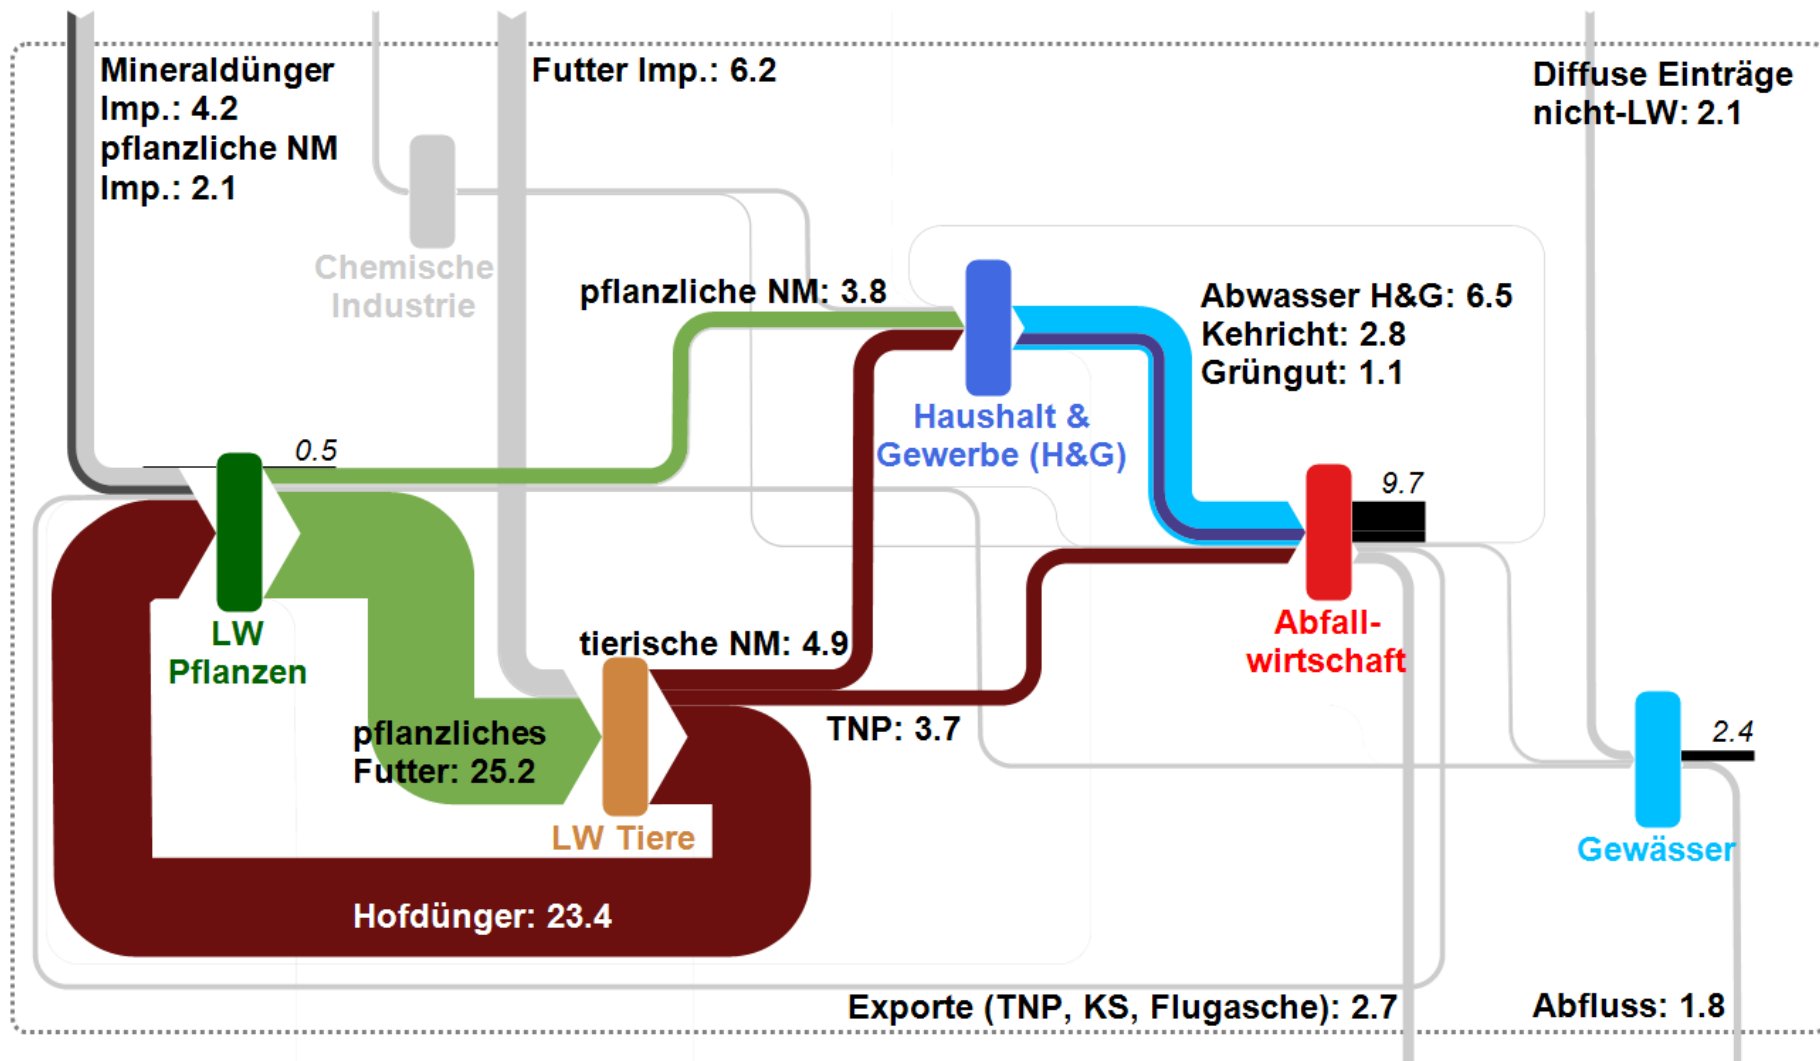 Mineraldünger
Imp.: 4.2
pflanzliche NM
Imp.: 2.1
Futter Imp.: 6.2
Diffuse Einträge
nicht-LW: 2.1
Chemische
Industrie
pflanzliche NM: 3.8
Abwasser H&G: 6.5
Kehricht: 2.8
Grüngut: 1.1
Haushalt &
Gewerbe (H&G)
0.5
9.7
LW
Pflanzen
tierische NM: 4.9
Abfall-
wirtschaft
TNP: 3.7
pflanzliches
Futter: 25.2
2.4
LW Tiere
Gewässer
Hofdünger: 23.4
Exporte (TNP, KS, Flugasche): 2.7
Abfluss: 1.8